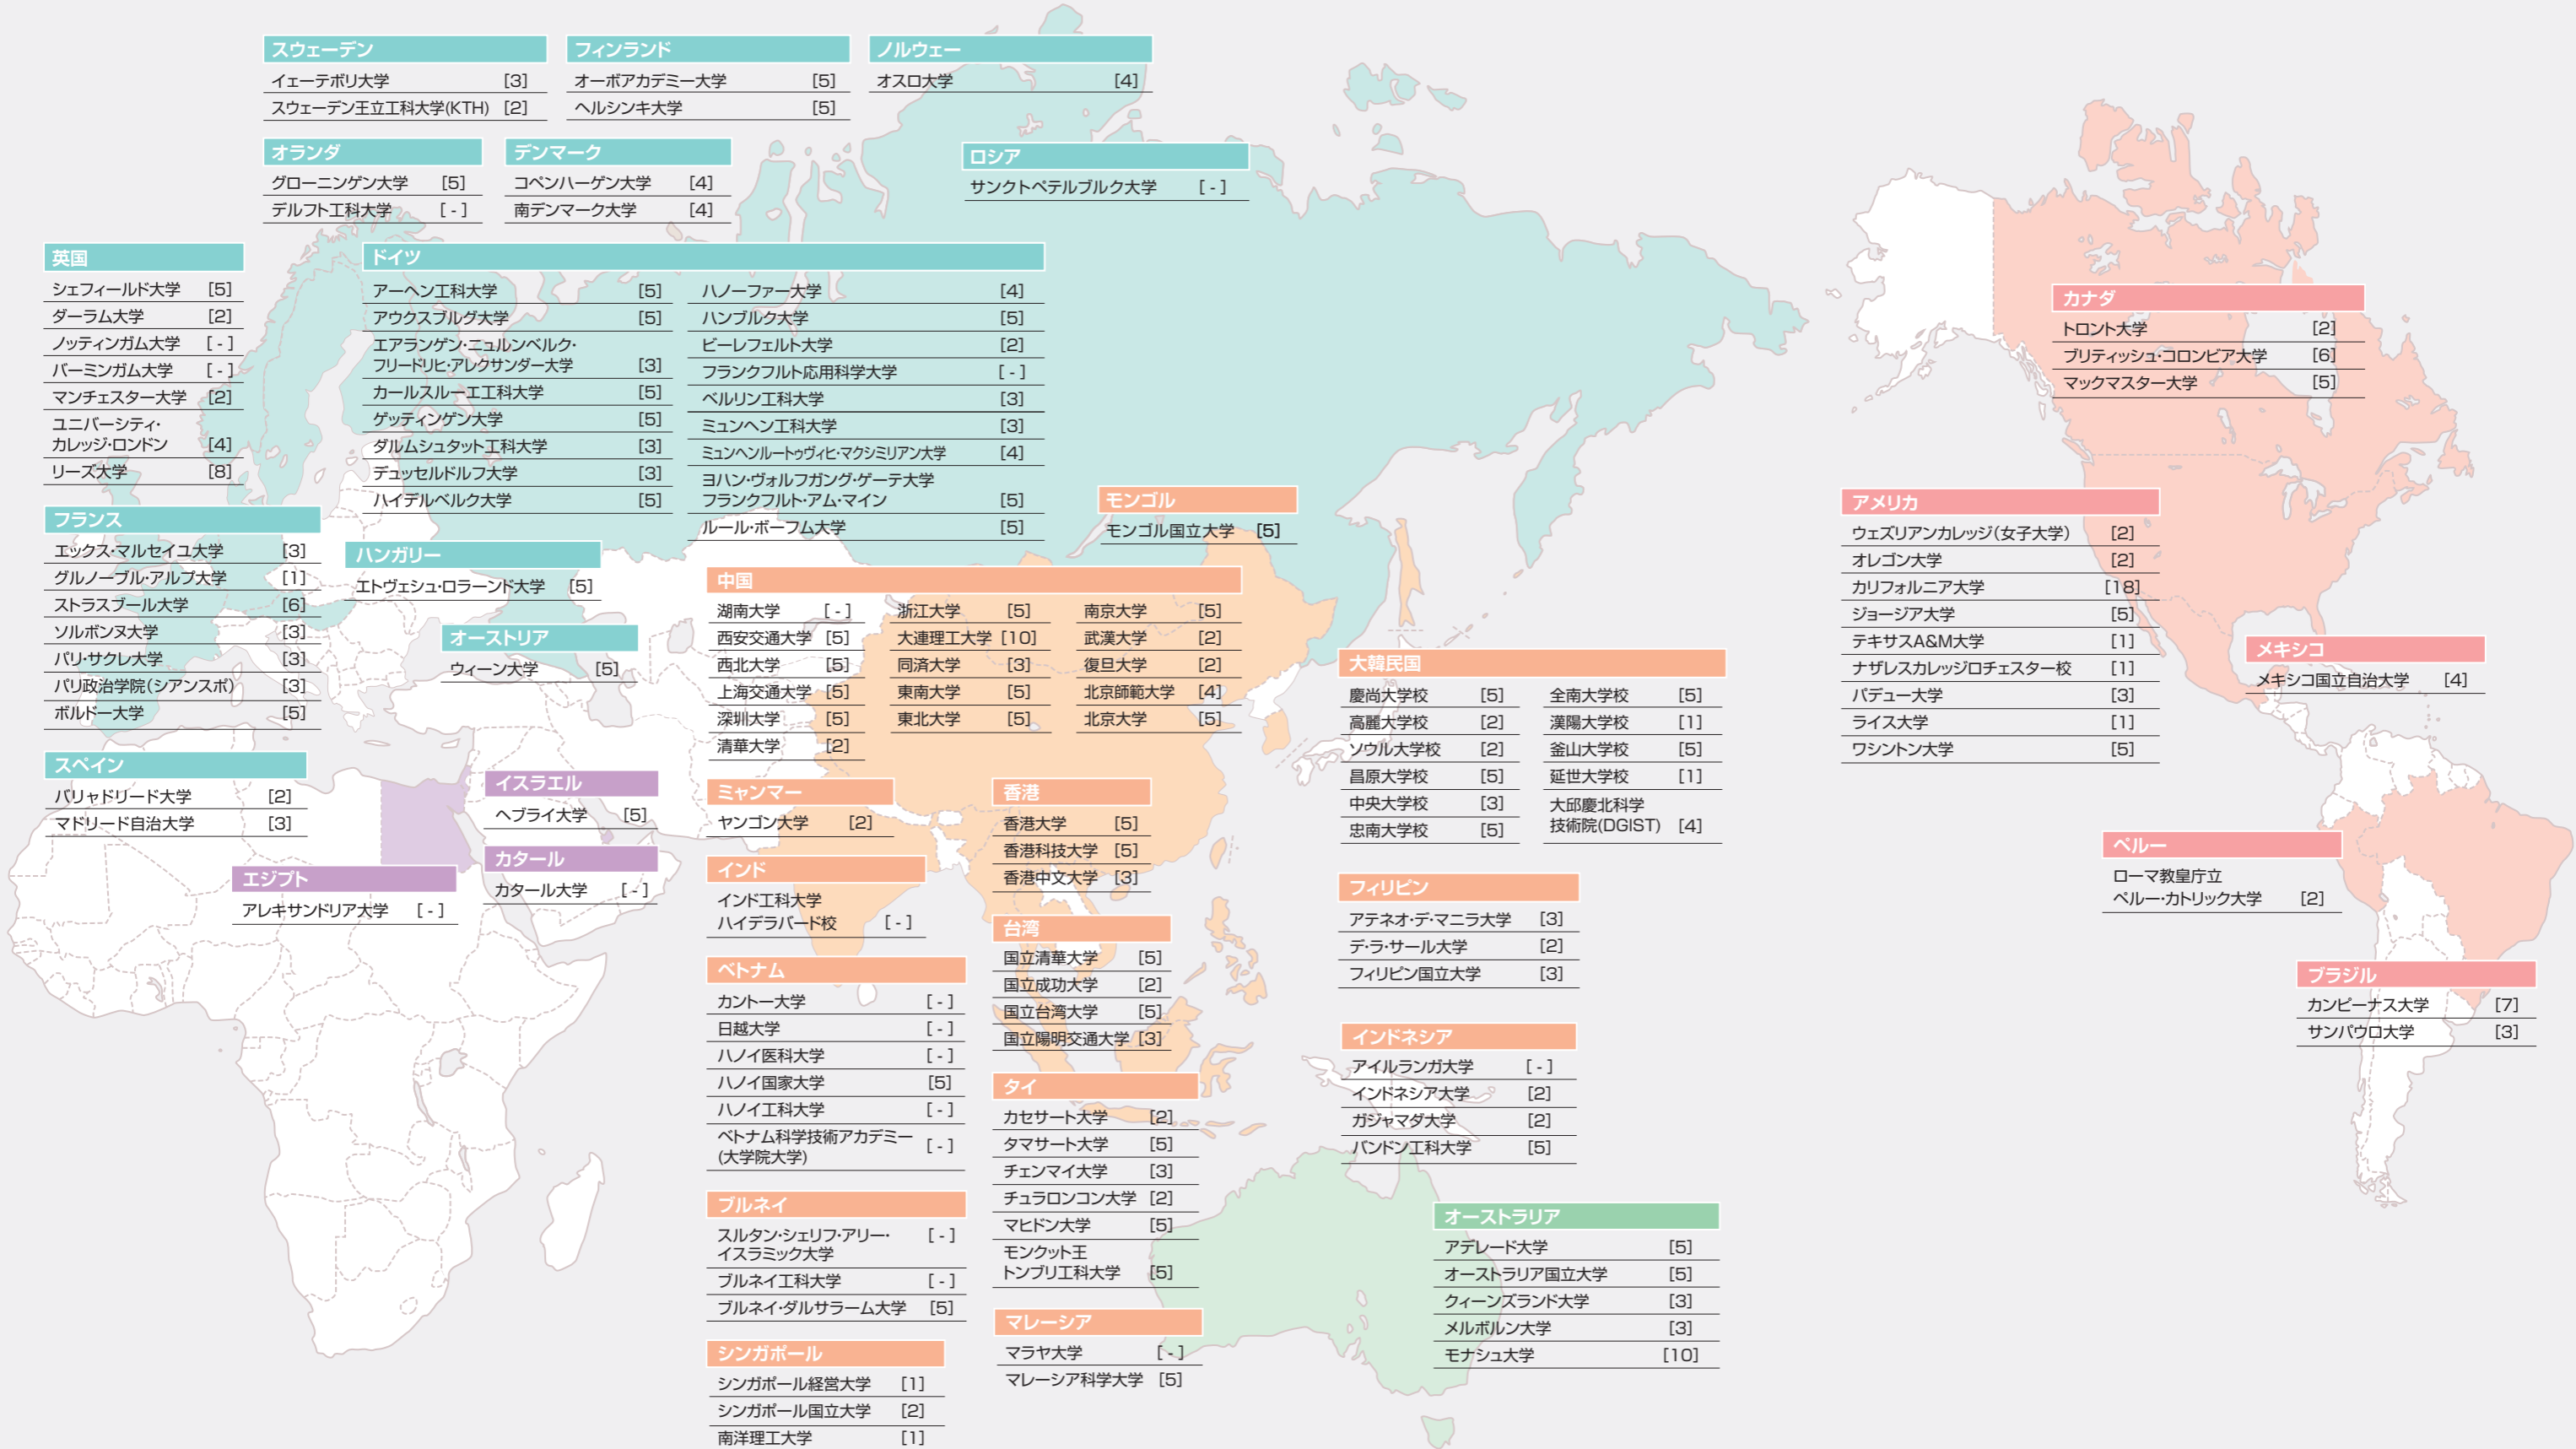 スウェーデン
イェーテボリ大学 [3]
スウェーデン王立工科大学(KTH) [2]
フィンランド
オーボアカデミー大学 [5]
ヘルシンキ大学 [5]
ノルウェー
オスロ大学 [4]
オランダ
グローニンゲン大学 [5]
デルフト工科大学 [ - ]
デンマーク
コペンハーゲン大学 [4]
南デンマーク大学 [4]
ロシア
サンクトペテルブルク大学 [ - ]
英国
シェフィールド大学 [5]
ダーラム大学 [2]
ノッティンガム大学 [ - ]
バーミンガム大学 [ - ]
マンチェスター大学 [2]
ユニバーシティ・
カレッジ・ロンドン [4]
リーズ大学 [8]
ドイツ
アーヘン工科大学 [5]
アウクスブルグ大学 [5]
エアランゲン・ニュルンベルク・
フリードリヒ・アレクサンダー大学 [3]
カールスルーエ工科大学 [5]
ゲッティンゲン大学 [5]
ダルムシュタット工科大学 [3]
デュッセルドルフ大学 [3]
ハイデルベルク大学 [5]
ハノーファー大学 [4]
ハンブルク大学 [5]
ビーレフェルト大学 [2]
フランクフルト応用科学大学 [ - ]
ベルリン工科大学 [3]
ミュンヘン工科大学 [3]
ミュンヘンルートゥヴィヒ・マクシミリアン大学 [4]
ヨハン・ヴォルフガング・ゲーテ大学
フランクフルト・アム・マイン [5]
ルール・ボーフム大学 [5]
フランス
エックス・マルセイユ大学 [3]
グルノーブル・アルプ大学 [1]
ストラスブール大学 [6]
ソルボンヌ大学 [3]
パリ・サクレ大学 [3]
パリ政治学院(シアンスポ) [3]
ボルドー大学 [5]
ハンガリー
エトヴェシュ・ロラーンド大学 [5]
オーストリア
ウィーン大学 [5]
スペイン
バリャドリード大学 [2]
マドリード自治大学 [3]
イスラエル
ヘブライ大学 [5]
カタール
カタール大学 [ - ]
エジプト
アレキサンドリア大学 [ - ]
モンゴル
モンゴル国立大学 [5]
中国
湖南大学 [ - ]
西安交通大学 [5]
西北大学 [5]
上海交通大学 [5]
深圳大学 [5]
清華大学 [2]
浙江大学 [5]
大連理工大学 [10]
同済大学 [3]
東南大学 [5]
東北大学 [5]
南京大学 [5]
武漢大学 [2]
復旦大学 [2]
北京師範大学 [4]
北京大学 [5]
ミャンマー
ヤンゴン大学 [2]
インド
インド工科大学
ハイデラバード校 [ - ]
ベトナム
カントー大学 [ - ]
日越大学 [ - ]
ハノイ医科大学 [ - ]
ハノイ国家大学 [5]
ハノイ工科大学 [ - ]
ベトナム科学技術アカデミー [ - ]
(大学院大学)
ブルネイ
スルタン・シェリフ・アリー・ [ - ]
イスラミック大学
ブルネイ工科大学 [ - ]
ブルネイ・ダルサラーム大学 [5]
シンガポール
シンガポール経営大学 [1]
シンガポール国立大学 [2]
南洋理工大学 [1]
香港
香港大学 [5]
香港科技大学 [5]
香港中文大学 [3]
台湾
国立清華大学 [5]
国立成功大学 [2]
国立台湾大学 [5]
国立陽明交通大学 [3]
タイ
カセサート大学 [2]
タマサート大学 [5]
チェンマイ大学 [3]
チュラロンコン大学 [2]
マヒドン大学 [5]
モンクット王
トンブリ工科大学 [5]
マレーシア
マラヤ大学 [ - ]
マレーシア科学大学 [5]
大韓民国
慶尚大学校 [5]
高麗大学校 [2]
ソウル大学校 [2]
昌原大学校 [5]
中央大学校 [3]
忠南大学校 [5]
全南大学校 [5]
漢陽大学校 [1]
釜山大学校 [5]
延世大学校 [1]
大邱慶北科学
技術院(DGIST) [4]
フィリピン
アテネオ・デ・マニラ大学 [3]
デ・ラ・サール大学 [2]
フィリピン国立大学 [3]
インドネシア
アイルランガ大学 [ - ]
インドネシア大学 [2]
ガジャマダ大学 [2]
バンドン工科大学 [5]
オーストラリア
アデレード大学 [5]
オーストラリア国立大学 [5]
クィーンズランド大学 [3]
メルボルン大学 [3]
モナシュ大学 [10]
カナダ
トロント大学 [2]
ブリティッシュ・コロンビア大学 [6]
マックマスター大学 [5]
アメリカ
ウェズリアンカレッジ(女子大学) [2]
オレゴン大学 [2]
カリフォルニア大学 [18]
ジョージア大学 [5]
テキサスA&M大学 [1]
ナザレスカレッジロチェスター校 [1]
パデュー大学 [3]
ライス大学 [1]
ワシントン大学 [5]
メキシコ
メキシコ国立自治大学 [4]
ペルー
ローマ教皇庁立
ペルー・カトリック大学 [2]
ブラジル
カンピーナス大学 [7]
サンパウロ大学 [3]